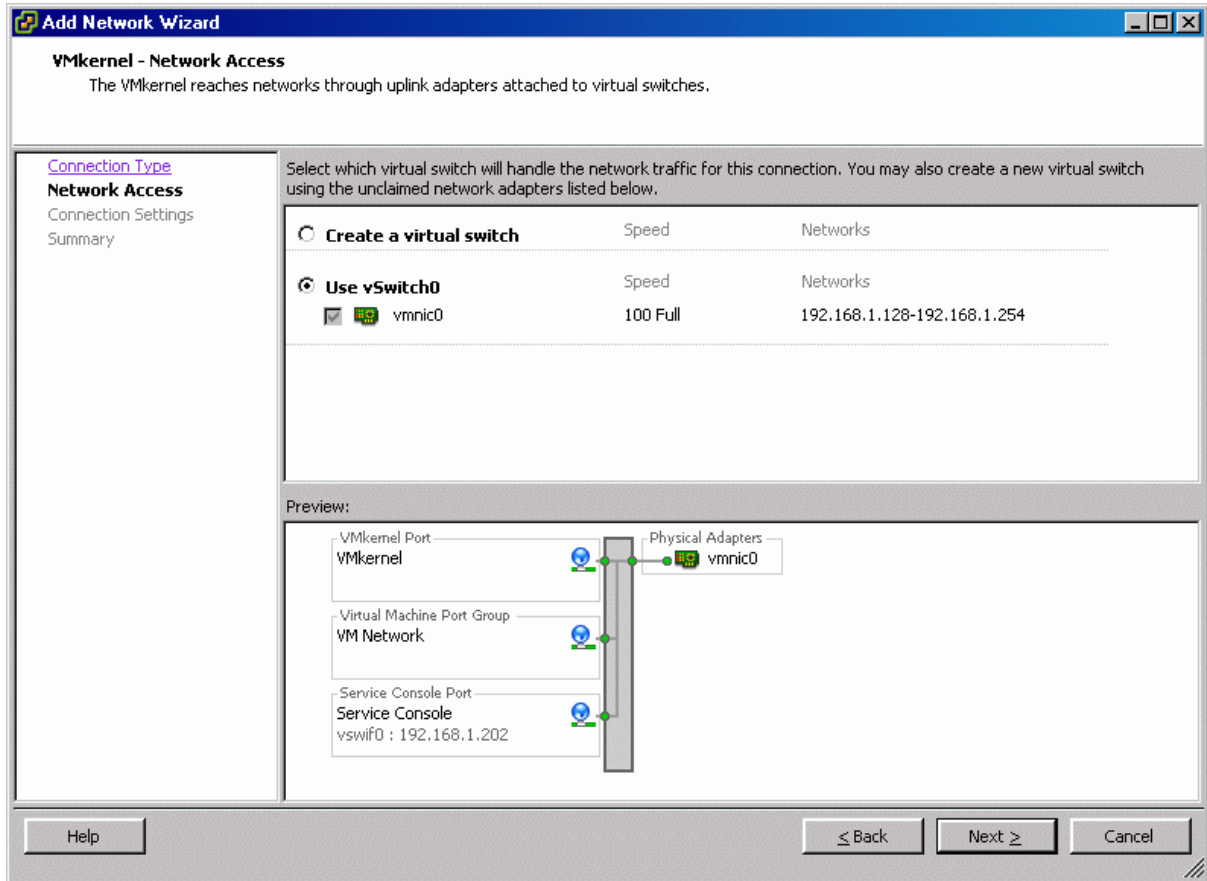 Add Network Wizard
VMkernel - Network Access
The VMkernel reaches networks through uplink adapters attached to virtual switches.
Connection Type
Network Access
Connection Settings
Summary
Select which virtual switch will handle the network traffic for this connection. You may also create a new virtual switch
using the unclaimed network adapters listed below.
Create a virtual switch Speed Networks
Use vSwitch0 Speed Networks
vmnic0 100 Full 192.168.1.128-192.168.1.254
Preview:
VMkernel Port Physical Adapters
VMkernel vmnic0
Virtual Machine Port Group
VM Network
Service Console Port
Service Console
vswif0 : 192.168.1.202
Help < Back Next > Cancel